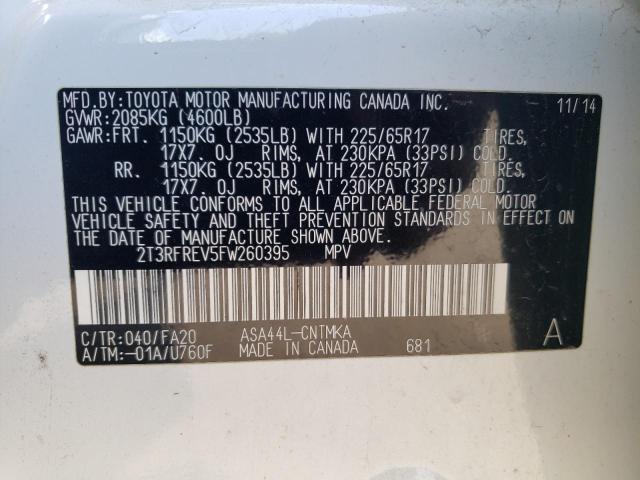 MFD.BY:TOYOTA MOTOR MANUFACTURING CANADA INC. 11/14
GVWR:2085KG (4600LB)
GAWR:FRT. 1150KG (2535LB) WITH 225/65R17 TIRES,
17X7. 0J RIMS, AT 230KPA (33PSI) COLD.
RR. 1150KG (2535LB) WITH 225/65R17 TIRES,
17X7. 0J RIMS, AT 230KPA (33PSI) COLD.
THIS VEHICLE CONFORMS TO ALL APPLICABLE FEDERAL MOTOR
VEHICLE SAFETY AND THEFT PREVENTION STANDARDS IN EFFECT ON
THE DATE OF MANUFACTURE SHOWN ABOVE.
2T3RFREV5FW260395 MPV
C/TR:040/FA20 ASA44L-CNTMKA A
A/TM:-01A/U760F MADE IN CANADA 681